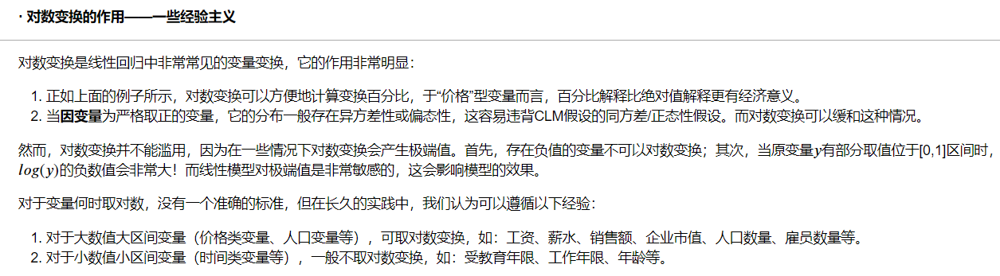 · 对数变换的作用——一些经验主义
对数变换是线性回归中非常常见的变量变换，它的作用非常明显：
1. 正如上面的例子所示，对数变换可以方便地计算变换百分比，于“价格”型变量而言，百分比解释比绝对值解释更有经济意义。
2. 当因变量为严格取正的变量，它的分布一般存在异方差性或偏态性，这容易违背CLM假设的同方差/正态性假设。而对数变换可以缓和这种情况。
然而，对数变换并不能滥用，因为在一些情况下对数变换会产生极端值。首先，存在负值的变量不可以对数变换；其次，当原变量y有部分取值位于[0,1]区间时，
log(y)的负数值会非常大！而线性模型对极端值是非常敏感的，这会影响模型的效果。
对于变量何时取对数，没有一个准确的标准，但在长久的实践中，我们认为可以遵循以下经验：
1. 对于大数值大区间变量（价格类变量、人口变量等），可取对数变换，如：工资、薪水、销售额、企业市值、人口数量、雇员数量等。
2. 对于小数值小区间变量（时间类变量等），一般不取对数变换，如：受教育年限、工作年限、年龄等。